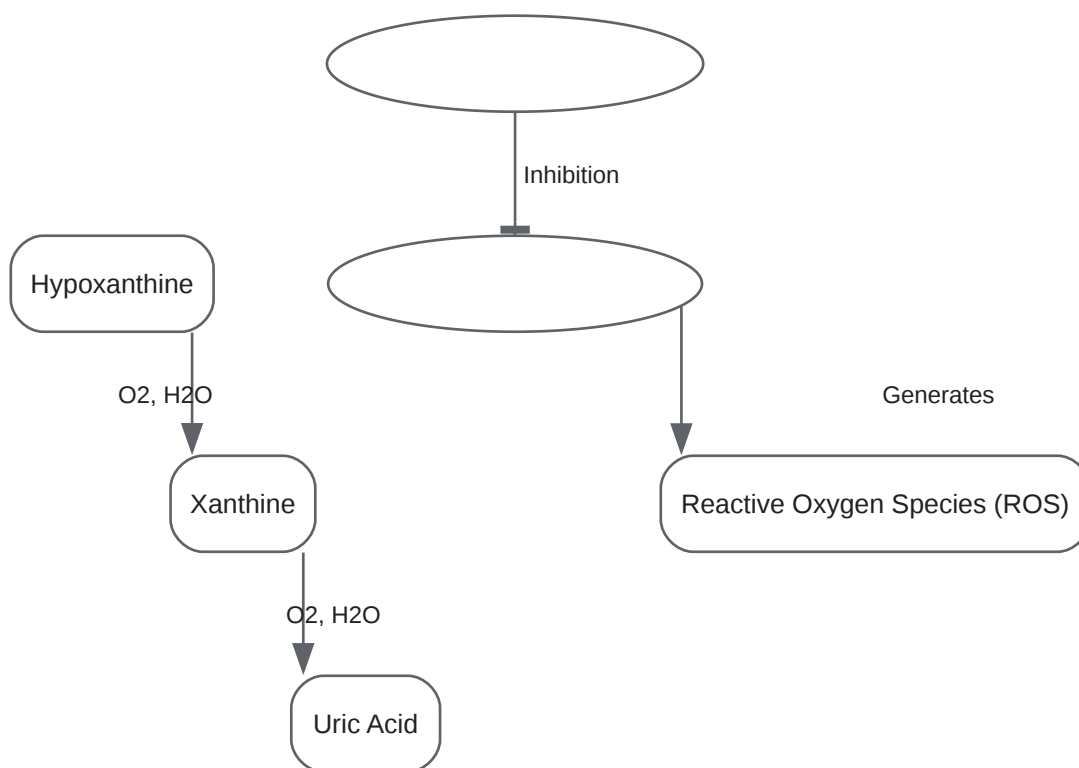 Inhibition
Hypoxanthine
O2, H2O
Generates
Xanthine
Reactive Oxygen Species (ROS)
O2, H2O
Uric Acid